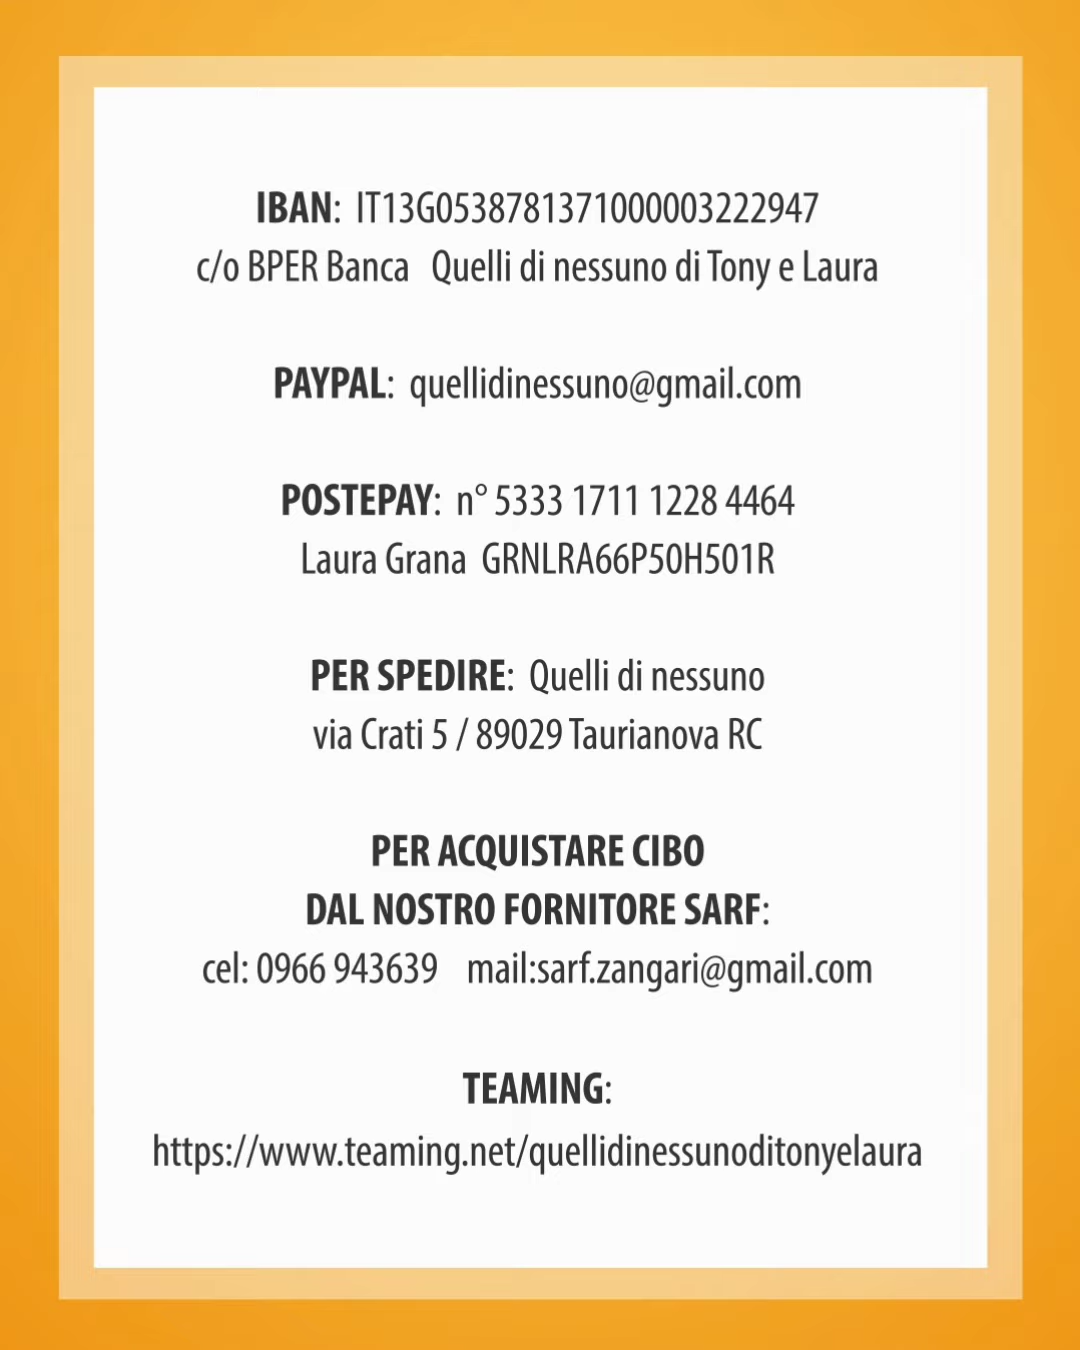 IBAN: IT13G0538781371000003222947
c/o BPER Banca Quelli di nessuno di Tony e Laura
PAYPAL: quellidinessuno@gmail.com
POSTEPAY: n° 5333 1711 1228 4464
Laura Grana GRNLRA66P50H501R
PER SPEDIRE: Quelli di nessuno
via Crati 5 / 89029 Taurianova RC
PER ACQUISTARE CIBO
DAL NOSTRO FORNITORE SARF:
cel: 0966 943639 mail:sarf.zangari@gmail.com
TEAMING:
https://www.teaming.net/quellidinessunoditonyelaura